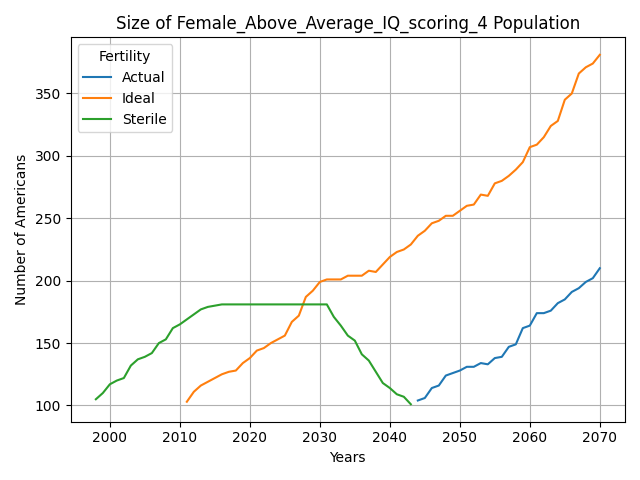 Size of Female_Above_Average_IQ_scoring_4 Population
Fertility
Actual
Ideal
Sterile
Number of Americans
350
300
250
200
150
100
2000 2010 2020 2030 2040 2050 2060 2070
Years